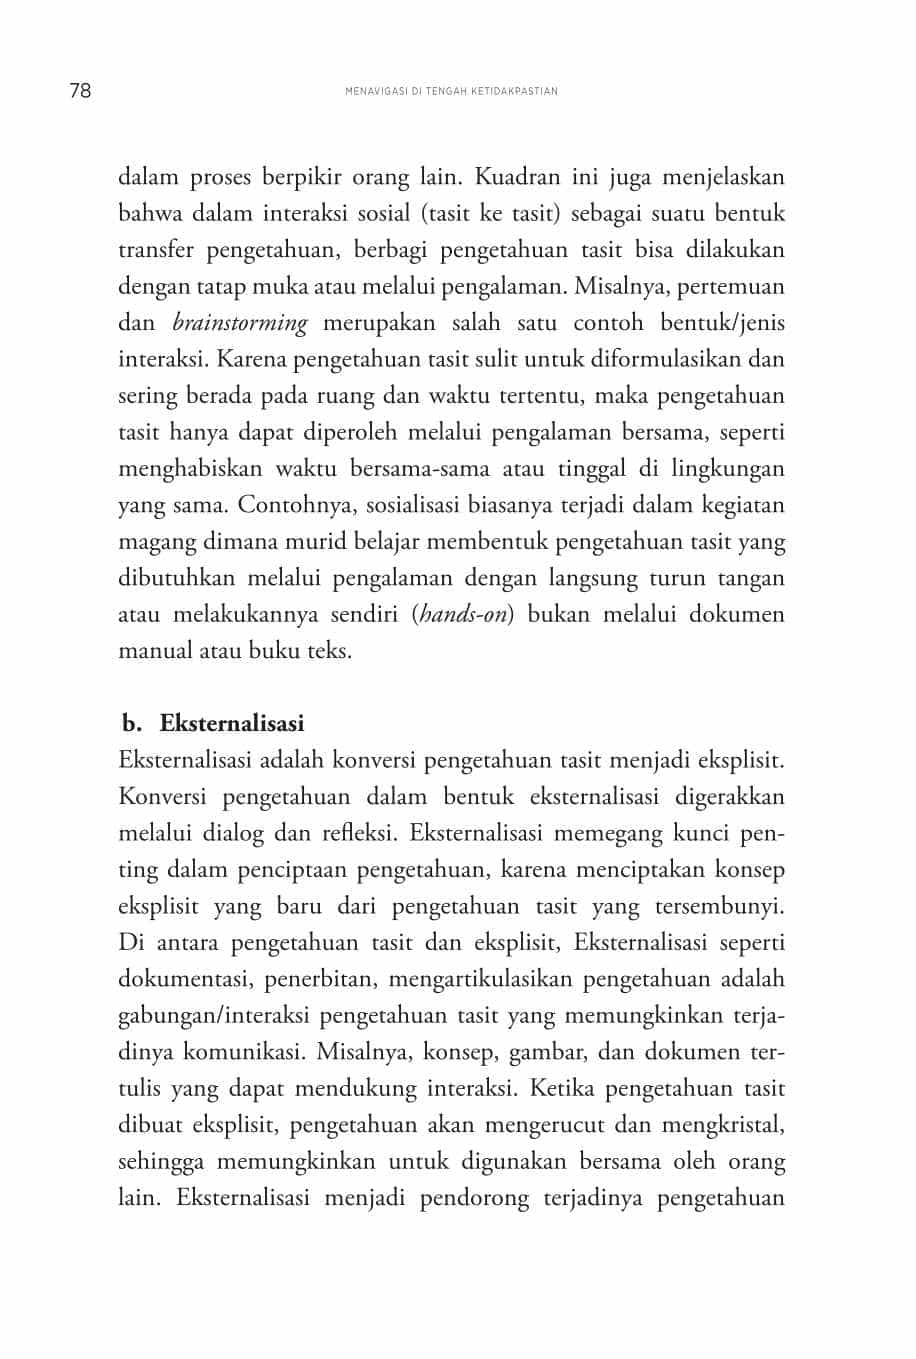 78
MENAVIGASI DI TENGAH KETIDAKPASTIAN
dalam proses berpikir orang lain. Kuadran ini juga menjelaskan
bahwa dalam interaksi sosial (tasit ke tasit) sebagai suatu bentuk
transfer pengetahuan, berbagi pengetahuan tasit bisa dilakukan
dengan tatap muka atau melalui pengalaman. Misalnya, pertemuan
dan brainstorming merupakan salah satu contoh bentuk/jenis
interaksi. Karena pengetahuan tasit sulit untuk diformulasikan dan
sering berada pada ruang dan waktu tertentu, maka pengetahuan
tasit hanya dapat diperoleh melalui pengalaman bersama, seperti
menghabiskan waktu bersama-sama atau tinggal di lingkungan
yang sama. Contohnya, sosialisasi biasanya terjadi dalam kegiatan
magang dimana murid belajar membentuk pengetahuan tasit yang
dibutuhkan melalui pengalaman dengan langsung turun tangan
atau melakukannya sendiri (hands-on) bukan melalui dokumen
manual atau buku teks.
b. Eksternalisasi
Eksternalisasi adalah konversi pengetahuan tasit menjadi eksplisit.
Konversi pengetahuan dalam bentuk eksternalisasi digerakkan
melalui dialog dan refleksi. Eksternalisasi memegang kunci pen-
ting dalam penciptaan pengetahuan, karena menciptakan konsep
eksplisit yang baru dari pengetahuan tasit yang tersembunyi.
Di antara pengetahuan tasit dan eksplisit, Eksternalisasi seperti
dokumentasi, penerbitan, mengartikulasikan pengetahuan adalah
gabungan/interaksi pengetahuan tasit yang memungkinkan terja-
dinya komunikasi. Misalnya, konsep, gambar, dan dokumen ter-
tulis yang dapat mendukung interaksi. Ketika pengetahuan tasit
dibuat eksplisit, pengetahuan akan mengerucut dan mengkristal,
sehingga memungkinkan untuk digunakan bersama oleh orang
lain. Eksternalisasi menjadi pendorong terjadinya pengetahuan